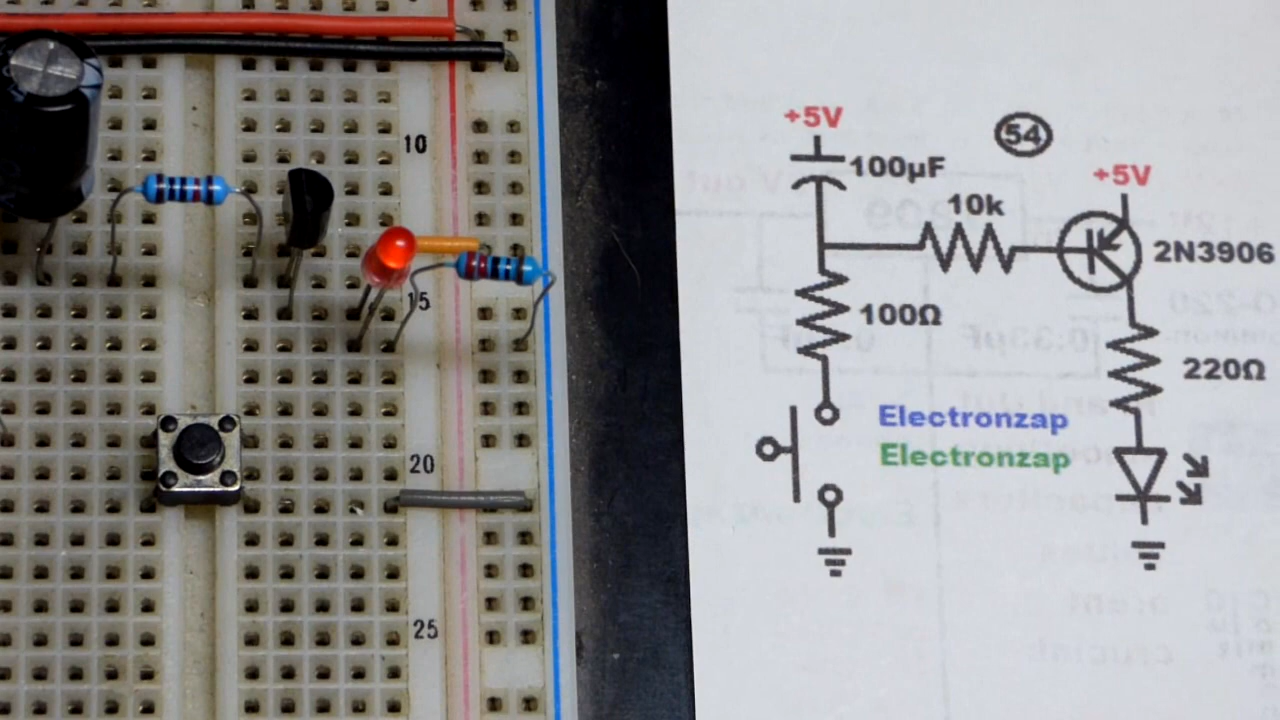 10
15
20
25
+5V
54
100µF
+5V
10k
2N3906
100Ω
220Ω
Electronzap
Electronzap